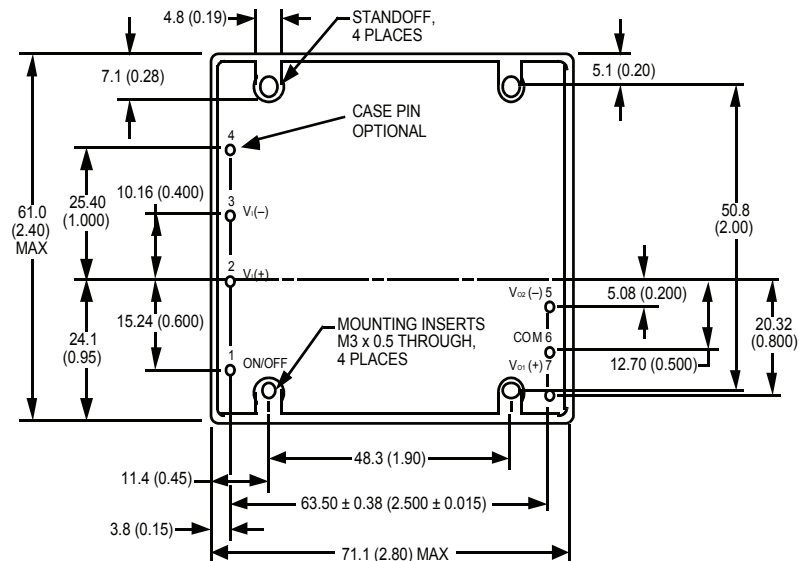 4.8 (0.19)
STANDOFF,
4 PLACES
7.1 (0.28)
5.1 (0.20)
CASE PIN
OPTIONAL
4
10.16 (0.400)
25.40
(1.000)
61.0
(2.40)
MAX
3
VI(–)
50.8
(2.00)
2
VI(+)
VO2 (–) 5
5.08 (0.200)
15.24 (0.600)
MOUNTING INSERTS
M3 x 0.5 THROUGH,
4 PLACES
20.32
(0.800)
24.1
(0.95)
COM 6
12.70 (0.500)
1
ON/OFF
VO1 (+) 7
48.3 (1.90)
11.4 (0.45)
63.50 ± 0.38 (2.500 ± 0.015)
3.8 (0.15)
71.1 (2.80) MAX